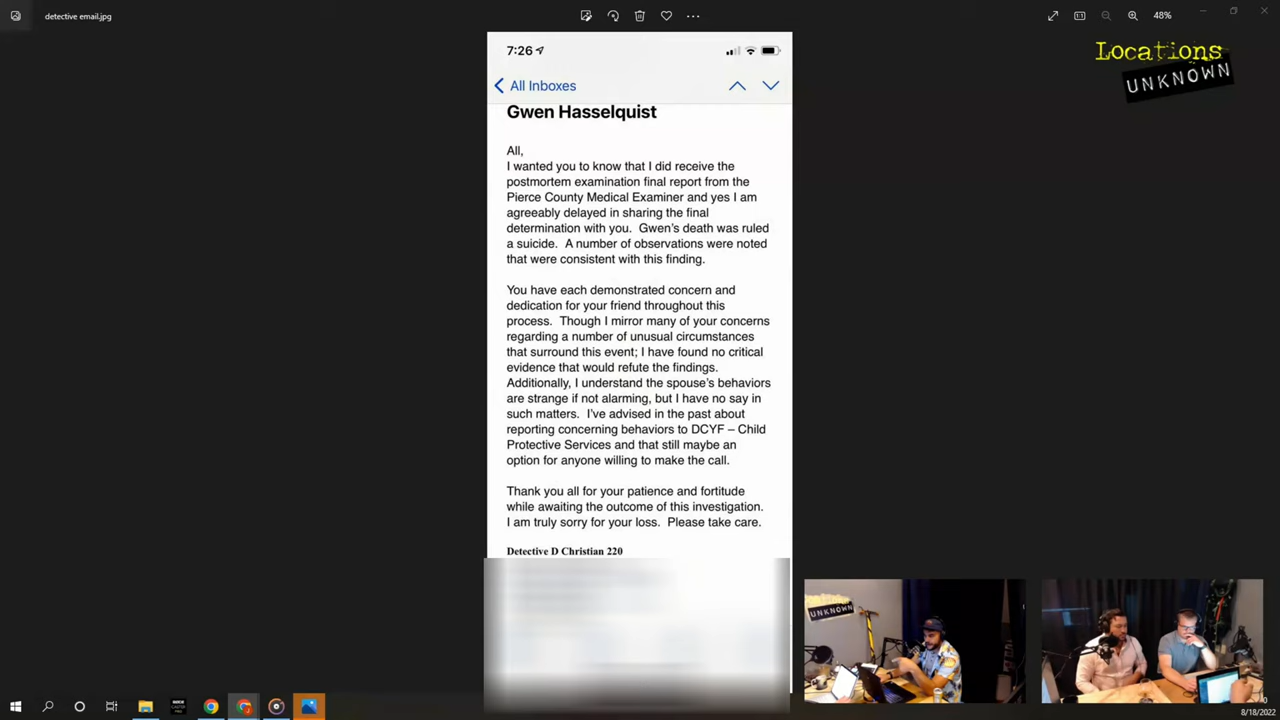 detective email.jpg
48%
Locations
UNKNOWN
7:26
All Inboxes
Gwen Hasselquist
All,
I wanted you to know that I did receive the
postmortem examination final report from the
Pierce County Medical Examiner and yes I am
agreeably delayed in sharing the final
determination with you.  Gwen's death was ruled
a suicide.  A number of observations were noted
that were consistent with this finding.
You have each demonstrated concern and
dedication for your friend throughout this
process.  Though I mirror many of your concerns
regarding a number of unusual circumstances
that surround this event; I have found no critical
evidence that would refute the findings.
Additionally, I understand the spouse's behaviors
are strange if not alarming, but I have no say in
such matters.  I've advised in the past about
reporting concerning behaviors to DCYF – Child
Protective Services and that still maybe an
option for anyone willing to make the call.
Thank you all for your patience and fortitude
while awaiting the outcome of this investigation.
I am truly sorry for your loss.  Please take care.
Detective D Christian 220
UNKNOWN
8/18/2022